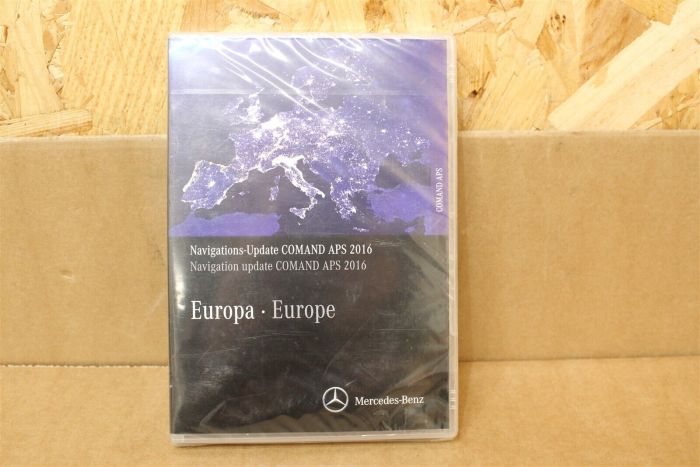 COMAND APS
Navigations-Update COMAND APS 2016
Navigation update COMAND APS 2016
Europa · Europe
Mercedes-Benz